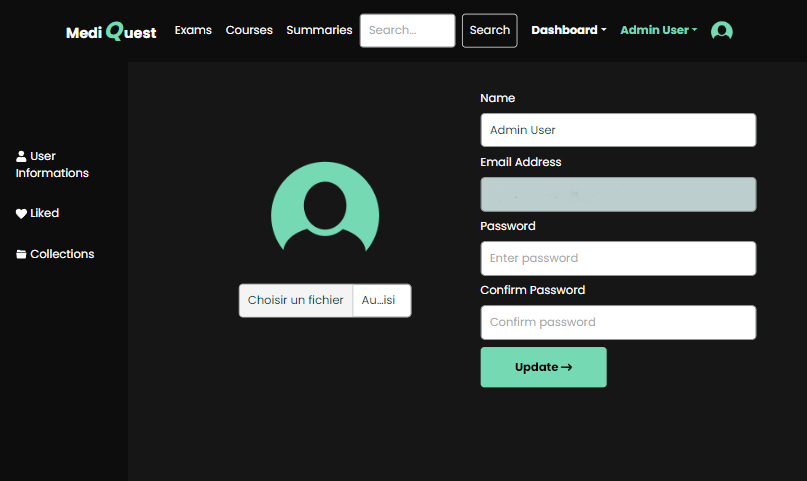 Medi Quest Exams Courses Summaries Search... Search Dashboard Admin User
User
Informations
Liked
Collections
Choisir un fichier Au...isi
Name
Admin User
Email Address
Password
Enter password
Confirm Password
Confirm password
Update →